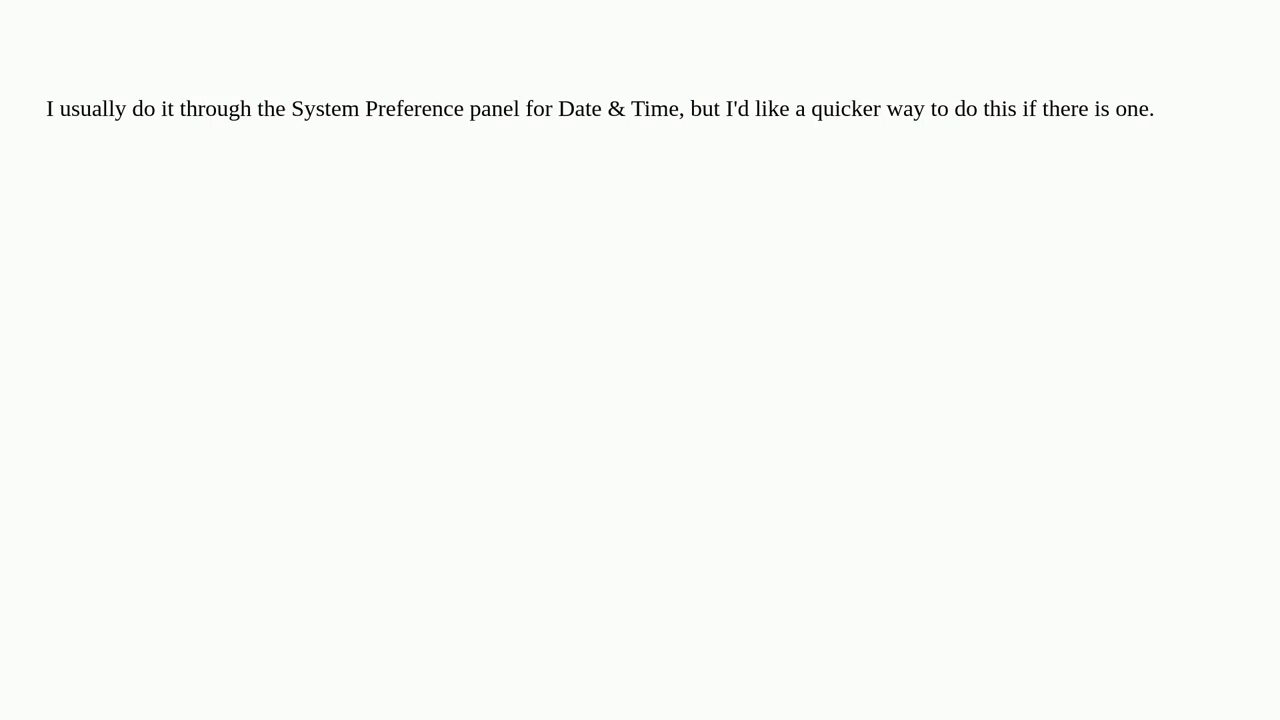 I usually do it through the System Preference panel for Date & Time, but I'd like a quicker way to do this if there is one.